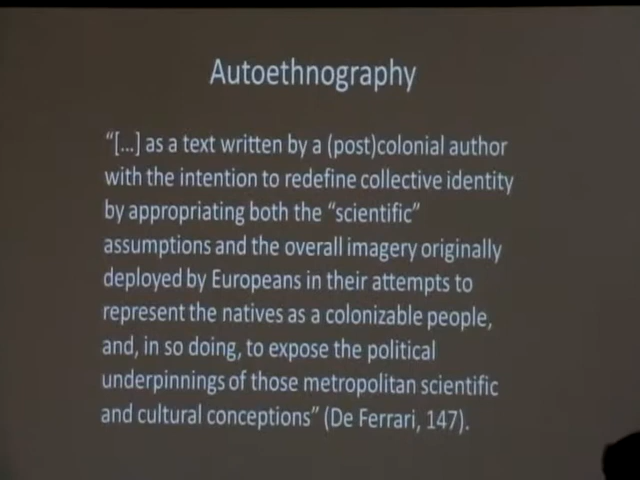 Autoethnography
“[...] as a text written by a (post)colonial author
with the intention to redefine collective identity
by appropriating both the “scientific”
assumptions and the overall imagery originally
deployed by Europeans in their attempts to
represent the natives as a colonizable people,
and, in so doing, to expose the political
underpinnings of those metropolitan scientific
and cultural conceptions” (De Ferrari, 147).